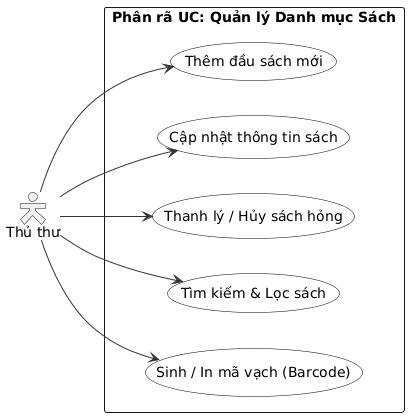 Phân rã UC: Quản lý Danh mục Sách
Thêm đầu sách mới
Cập nhật thông tin sách
Thanh lý / Hủy sách hỏng
Thủ thư
Tìm kiếm & Lọc sách
Sinh / In mã vạch (Barcode)